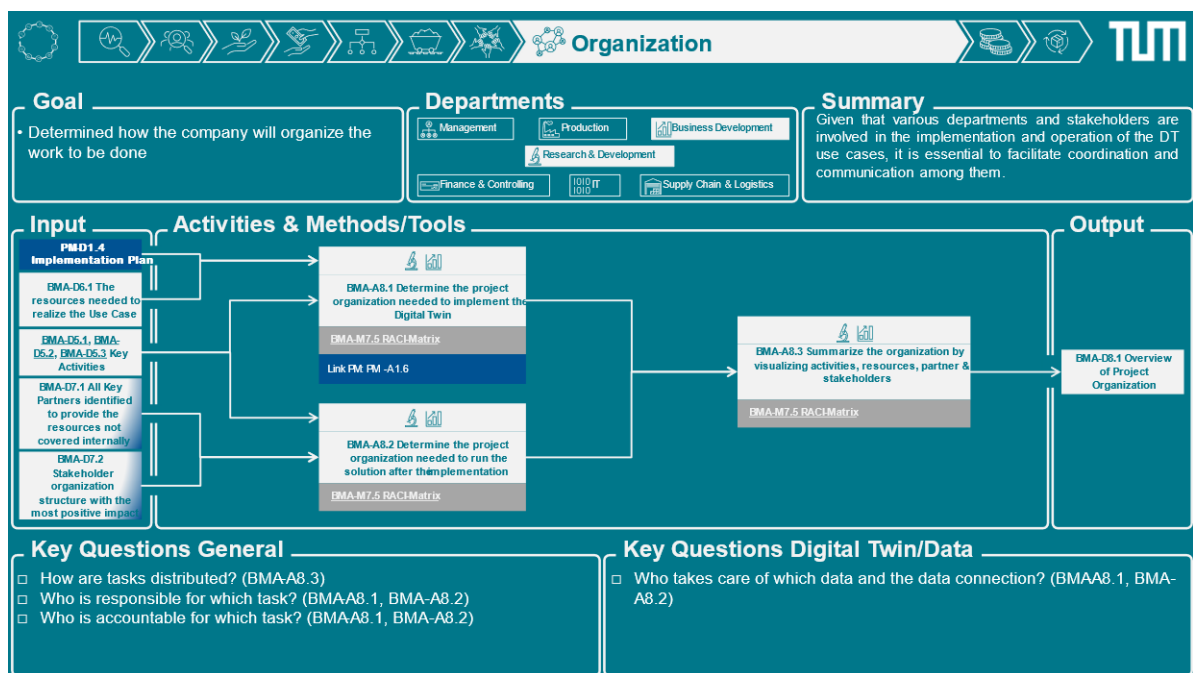 Organization
TUM
Goal
• Determined how the company will organize the
work to be done
Departments
Management
Production
Business Development
Research & Development
Finance & Controlling
1010
1010
IT
Supply Chain & Logistics
Summary
Given that various departments and stakeholders are
involved in the implementation and operation of the DT
use cases, it is essential to facilitate coordination and
communication among them.
Input
PM-D1.4
Implementation Plan
BMA-D6.1 The
resources needed to
realize the Use Case
BMA-D5.1, BMA-
D5.2, BMA-D5.3 Key
Activities
BMA-D7.1 All Key
Partners identified
to provide the
resources not
covered internally
BMA-D7.2
Stakeholder
organization
structure with the
most positive impact
Activities & Methods/Tools
BMA-A8.1 Determine the project
organization needed to implement the
Digital Twin
BMA-M7.5 RACI-Matrix
Link PM: PM -A1.6
BMA-A8.2 Determine the project
organization needed to run the
solution after the implementation
BMA-M7.5 RACI-Matrix
BMA-A8.3 Summarize the organization by
visualizing activities, resources, partner &
stakeholders
BMA-M7.5 RACI-Matrix
Output
BMA-D8.1 Overview
of Project
Organization
Key Questions General
□ How are tasks distributed? (BMA-A8.3)
□ Who is responsible for which task? (BMA-A8.1, BMA-A8.2)
□ Who is accountable for which task? (BMA-A8.1, BMA-A8.2)
Key Questions Digital Twin/Data
□ Who takes care of which data and the data connection? (BMAA8.1, BMA-
A8.2)